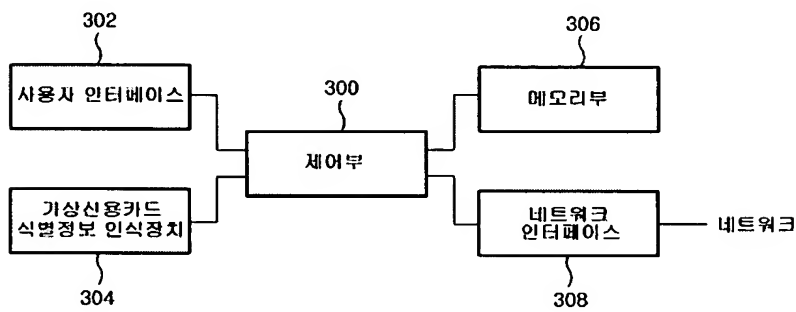 302
사용자 인터페이스
306
메모리부
300
제어부
가상신용카드
식별정보 인식장치
304
네트워크
인터페이스
308
네트워크